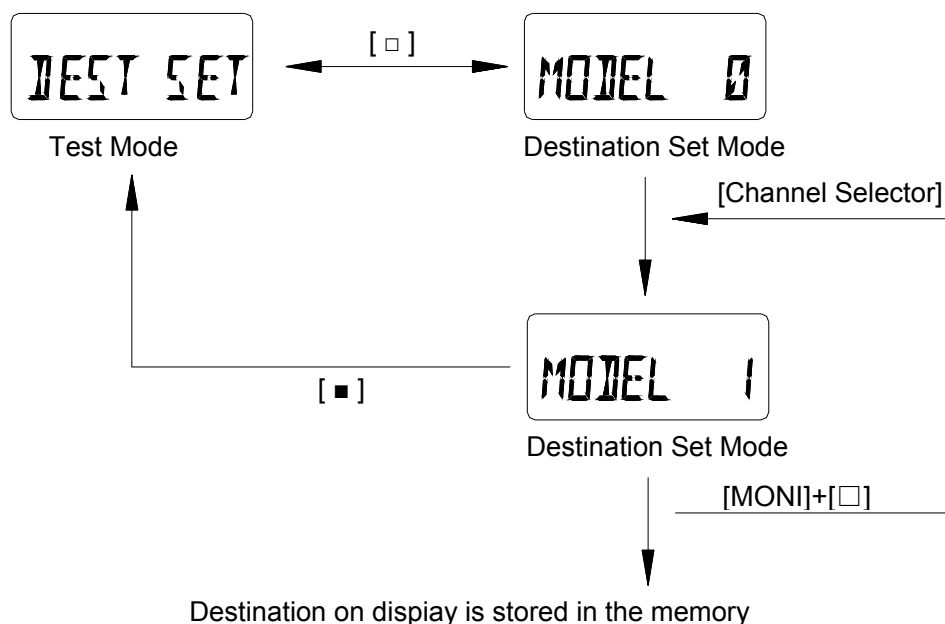 DEST SET
[ □ ]
MODEL 0
Test Mode
Destination Set Mode
[Channel Selector]
MODEL 1
[ ■ ]
Destination Set Mode
[MONI]+[□]
Destination on display is stored in the memory